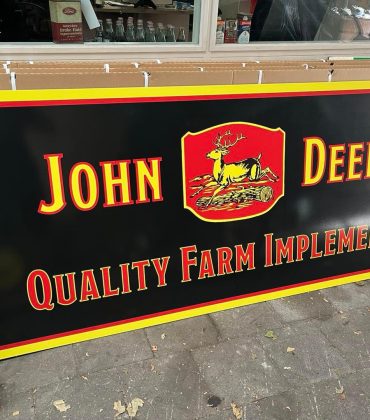 JOHN DEE
QUALITY FARM IMPLEME